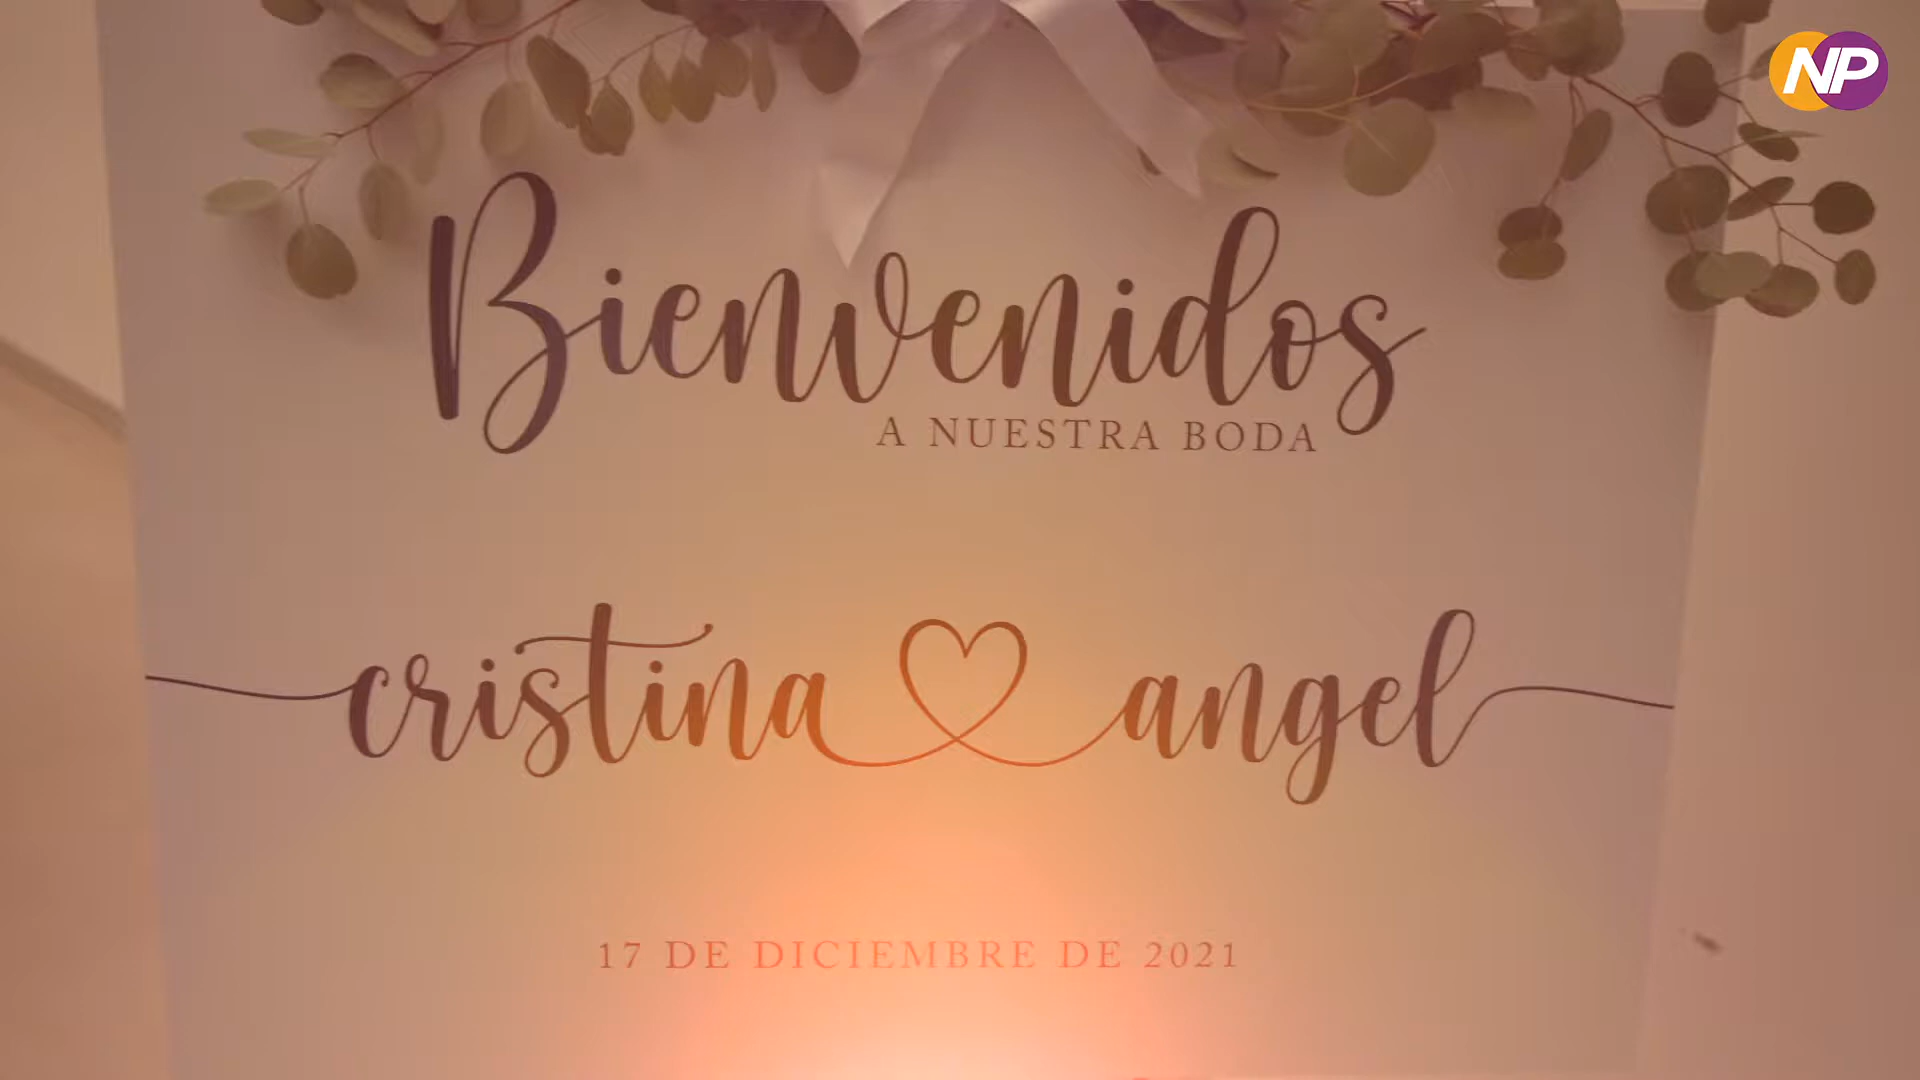 NP
Bienvenidos
A NUESTRA BODA
cristina angel
17 DE DICIEMBRE DE 2021